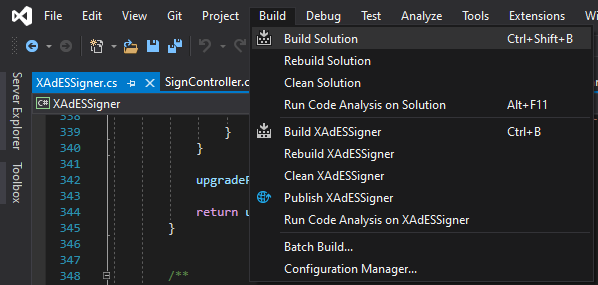 File Edit View Git Project Build Debug Test Analyze Tools Extensions
Server Explorer
Toolbox
XAdESSigner.cs SignController.c
C# XAdESSigner
Build Solution Ctrl+Shift+B
Rebuild Solution
Clean Solution
Run Code Analysis on Solution Alt+F11
Build XAdESSigner Ctrl+B
Rebuild XAdESSigner
Clean XAdESSigner
Publish XAdESSigner
Run Code Analysis on XAdESSigner
Batch Build...
Configuration Manager...
338
339 }
340 }
341
342 upgradeF
343
344 return u
345 }
346
347
348 /**